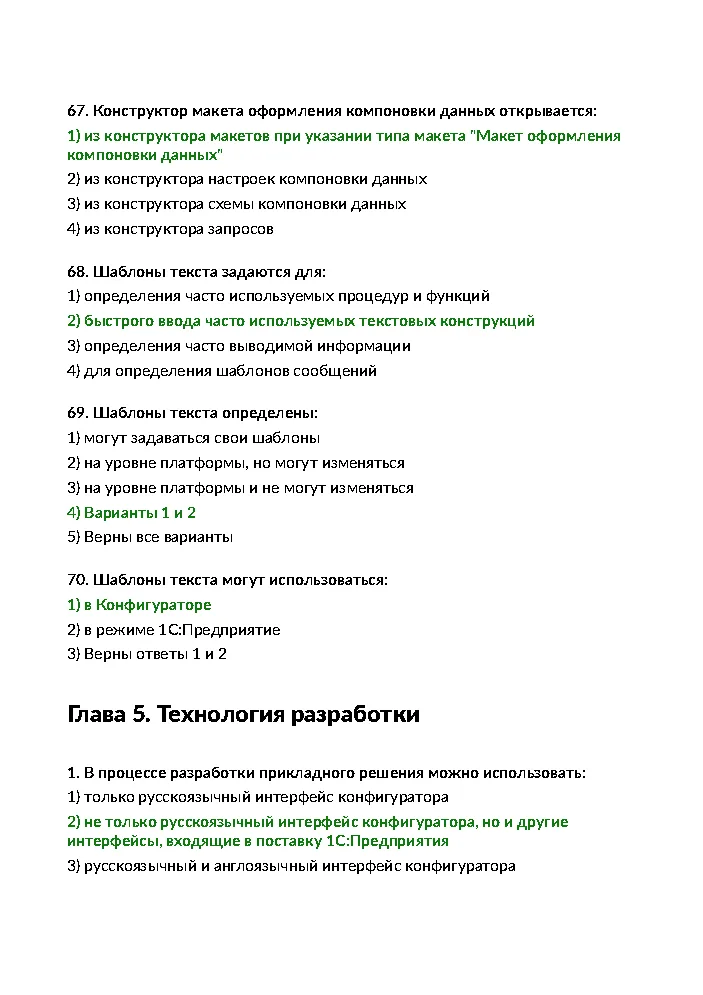 67. Конструктор макета оформления компоновки данных открывается:
1) из конструктора макетов при указании типа макета "Макет оформления
компоновки данных"
2) из конструктора настроек компоновки данных
3) из конструктора схемы компоновки данных
4) из конструктора запросов
68. Шаблоны текста задаются для:
1) определения часто используемых процедур и функций
2) быстрого ввода часто используемых текстовых конструкций
3) определения часто выводимой информации
4) для определения шаблонов сообщений
69. Шаблоны текста определены:
1) могут задаваться свои шаблоны
2) на уровне платформы, но могут изменяться
3) на уровне платформы и не могут изменяться
4) Варианты 1 и 2
5) Верны все варианты
70. Шаблоны текста могут использоваться:
1) в Конфигураторе
2) в режиме 1С:Предприятие
3) Верны ответы 1 и 2
Глава 5. Технология разработки
1. В процессе разработки прикладного решения можно использовать:
1) только русскоязычный интерфейс конфигуратора
2) не только русскоязычный интерфейс конфигуратора, но и другие
интерфейсы, входящие в поставку 1С:Предприятия
3) русскоязычный и англоязычный интерфейс конфигуратора